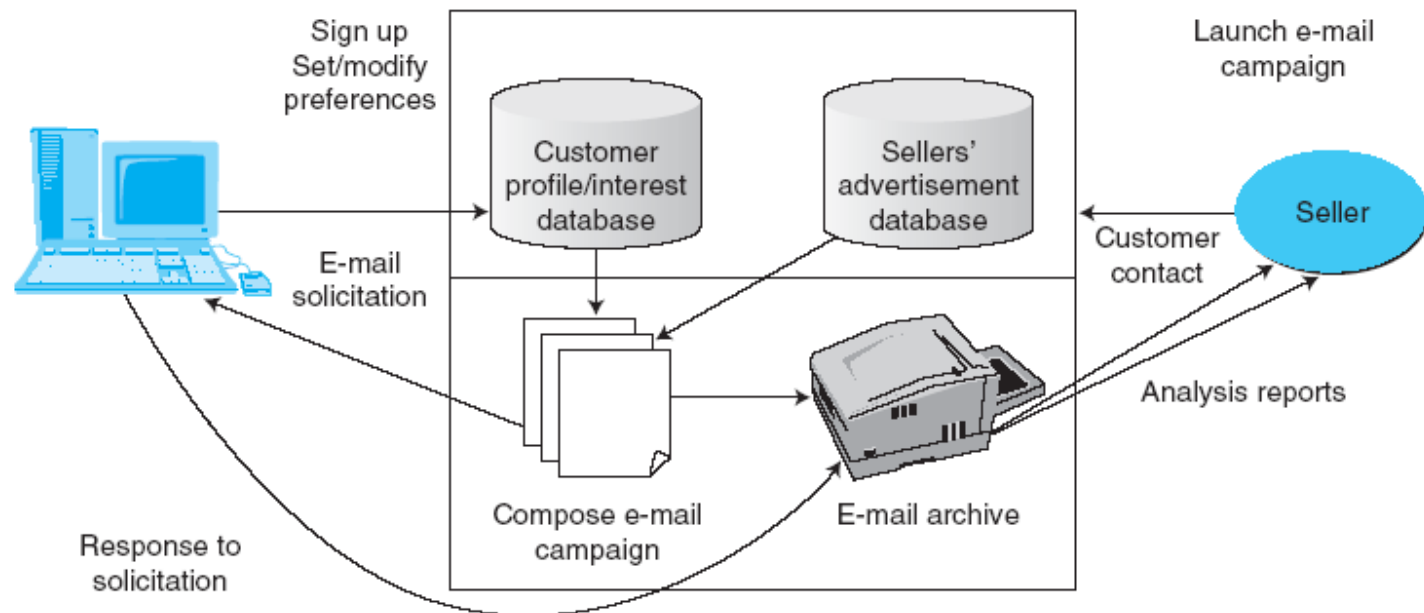 Sign up
Set/modify
preferences
Launch e-mail
campaign
Customer
profile/interest
database
Sellers’
advertisement
database
Seller
E-mail
solicitation
Customer
contact
Analysis reports
Compose e-mail
campaign
E-mail archive
Response to
solicitation